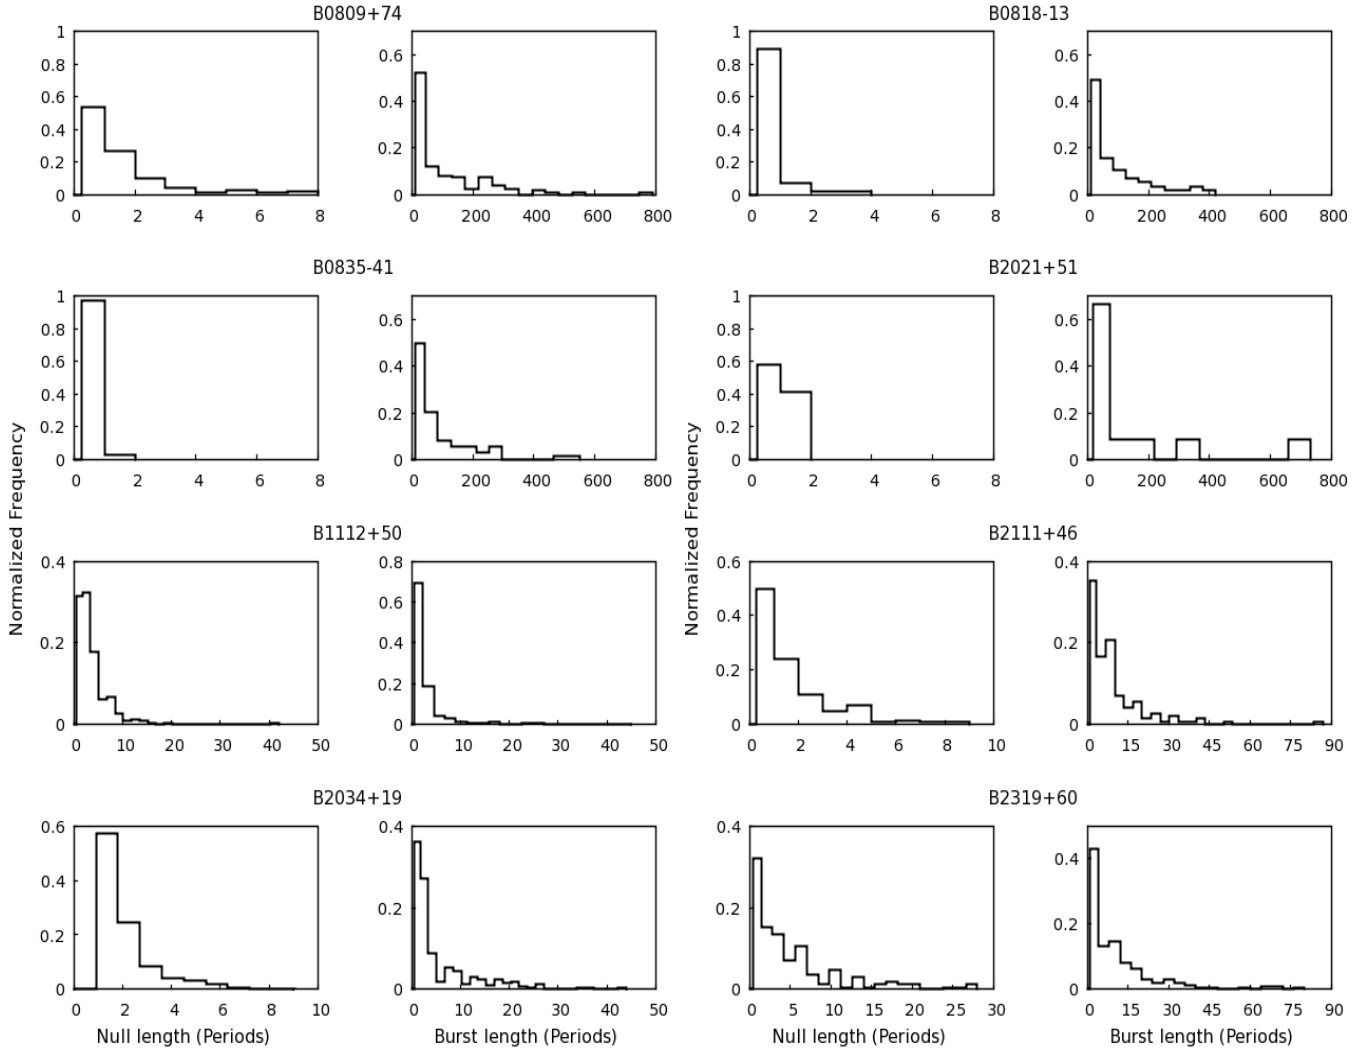 B0809+74 B0818-13
1 0.8 0.6 0.4 0.2 0 0.6 0.4 0.2 0 1 0.8 0.6 0.4 0.2 0 0.6 0.4 0.2 0
0 2 4 6 8 0 200 400 600 800 0 2 4 6 8 0 200 400 600 800
B0835-41 B2021+51
1 0.8 0.6 0.4 0.2 0 0.6 0.4 0.2 0 1 0.8 0.6 0.4 0.2 0 0.6 0.4 0.2 0
0 2 4 6 8 0 200 400 600 800 0 2 4 6 8 0 200 400 600 800
Normalized Frequency Normalized Frequency
B1112+50 B2111+46
0.4 0.2 0 0.8 0.6 0.4 0.2 0 0.6 0.4 0.2 0 0.4 0.2 0
0 10 20 30 40 50 0 10 20 30 40 50 0 2 4 6 8 10 0 15 30 45 60 75 90
B2034+19 B2319+60
0.6 0.4 0.2 0 0.4 0.2 0 0.4 0.2 0 0.4 0.2 0
0 2 4 6 8 10 0 10 20 30 40 50 0 5 10 15 20 25 30 0 15 30 45 60 75 90
Null length (Periods) Burst length (Periods) Null length (Periods) Burst length (Periods)